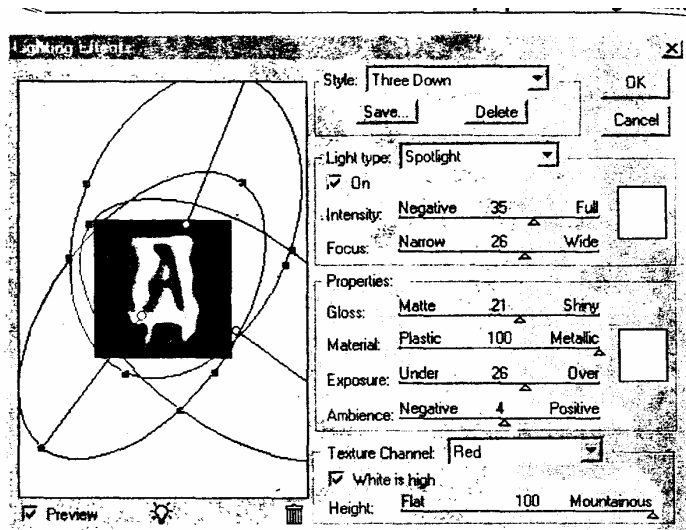 Lighting Effects
Style: Three Down
OK
Save... Delete
Cancel
Light type: Spotlight
On
Intensity: Negative 35 Full
Focus: Narrow 26 Wide
Properties:
Gloss: Matte 21 Shiny
Material: Plastic 100 Metallic
Exposure: Under 26 Over
Ambience: Negative 4 Positive
Texture Channel: Red
White is high
Height: Flat 100 Mountainous
Preview
A